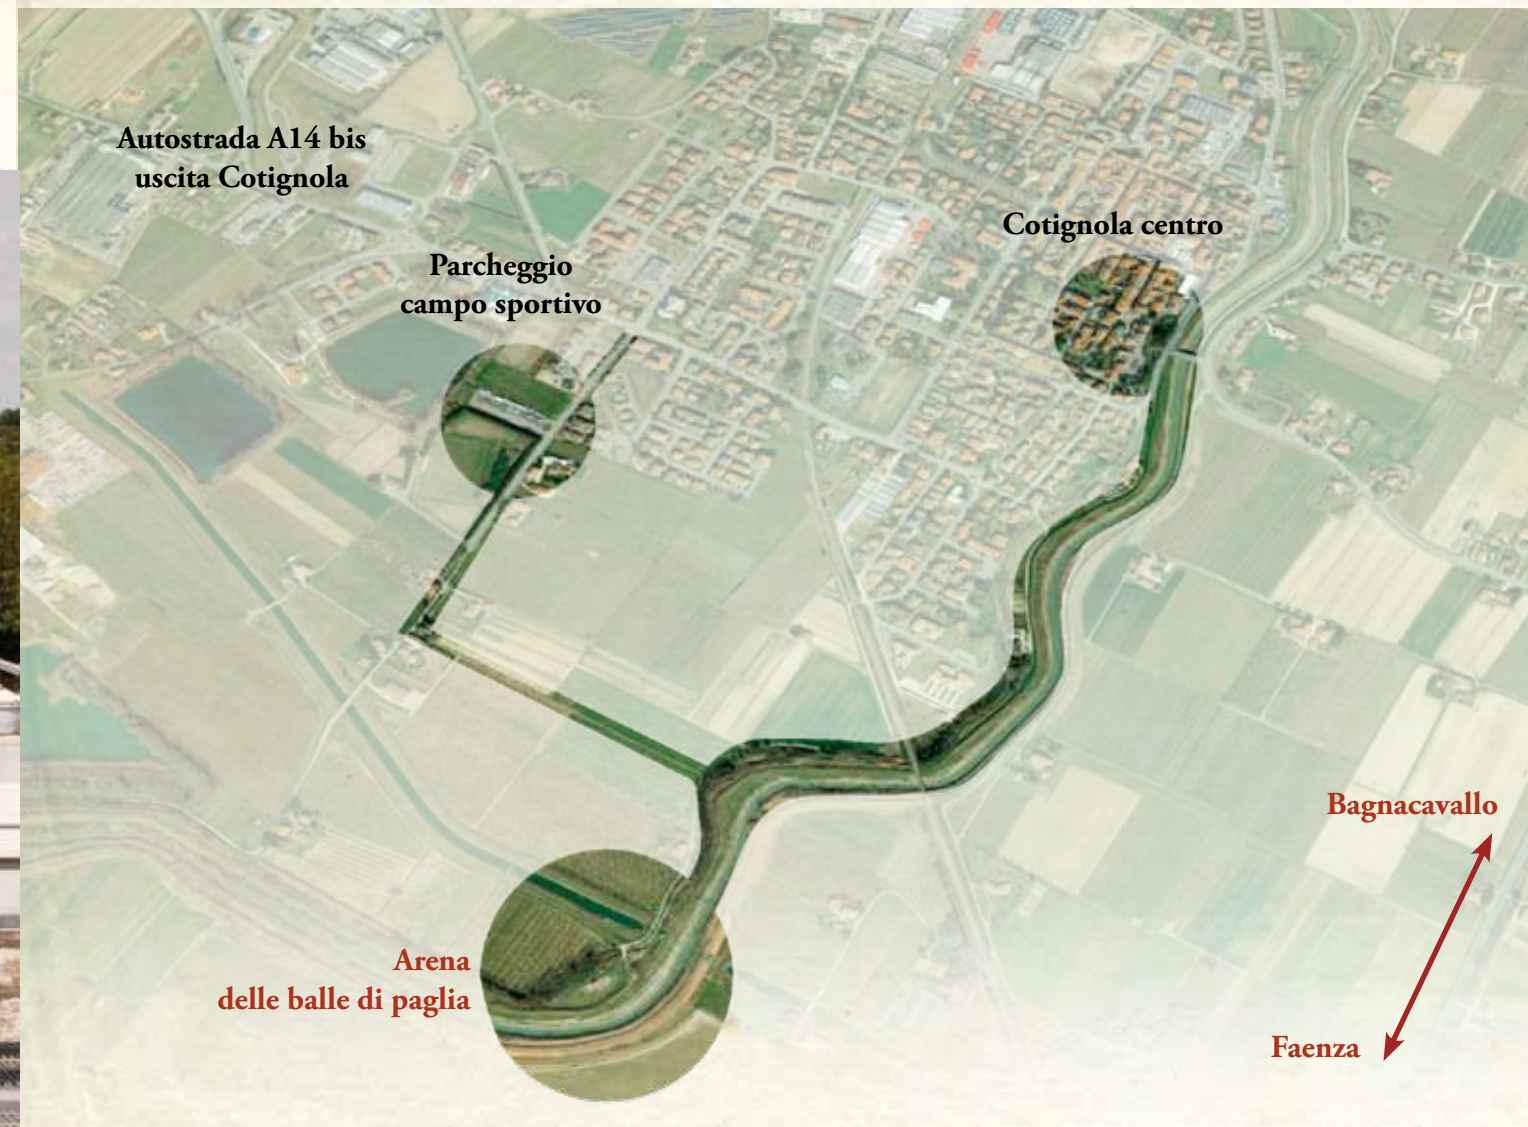 Autostrada A14 bis
uscita Cotignola
Cotignola centro
Parcheggio
campo sportivo
Bagnacavallo
Arena
delle balle di paglia
Faenza